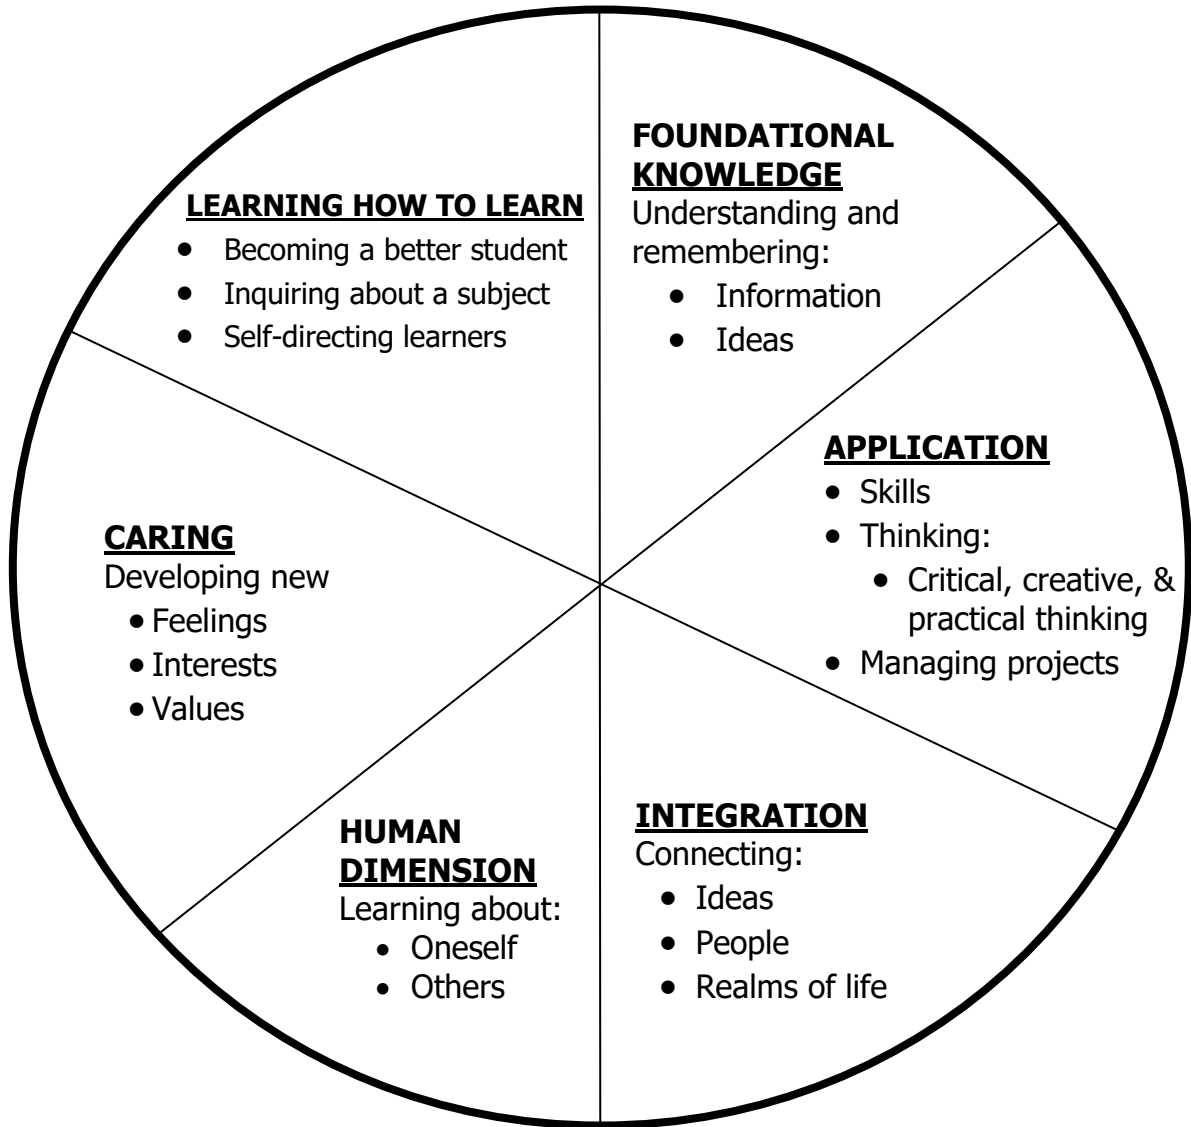 FOUNDATIONAL
KNOWLEDGE
Understanding and
remembering:
• Information
• Ideas
APPLICATION
• Skills
• Thinking:
• Critical, creative, &
practical thinking
• Managing projects
INTEGRATION
Connecting:
• Ideas
• People
• Realms of life
HUMAN
DIMENSION
Learning about:
• Oneself
• Others
CARING
Developing new
• Feelings
• Interests
• Values
LEARNING HOW TO LEARN
• Becoming a better student
• Inquiring about a subject
• Self-directing learners